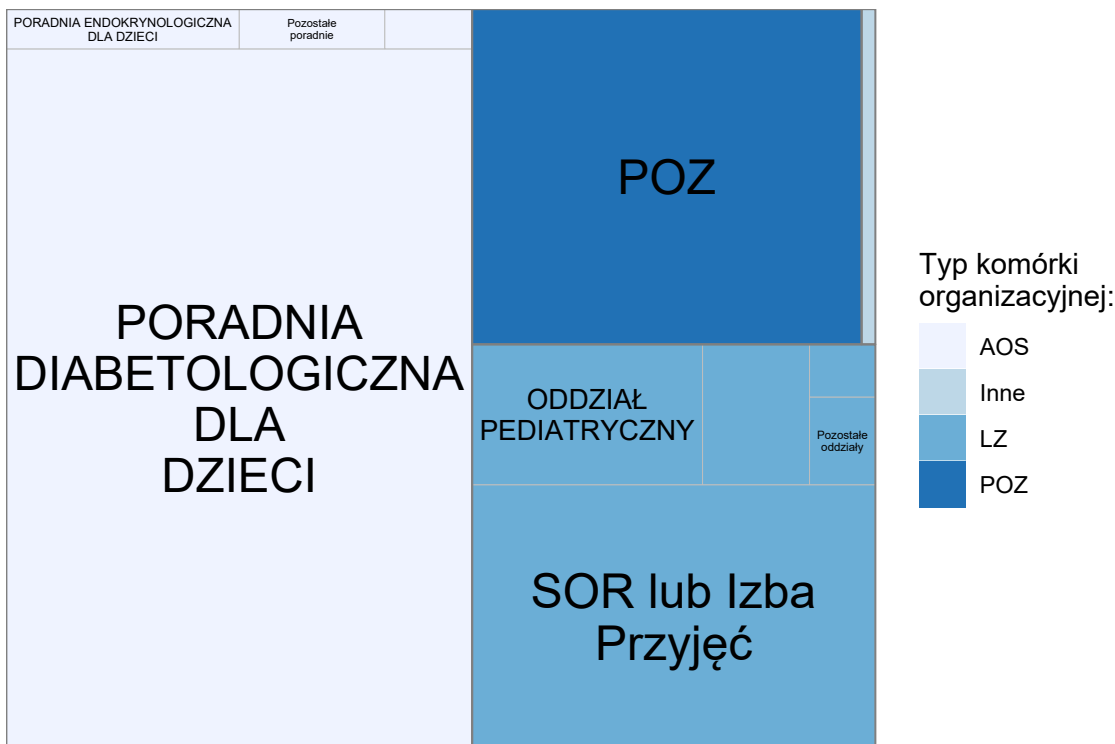 PORADNIA ENDOKRYNOLOGICZNA
DLA DZIECI
Pozostałe
poradnie
PORADNIA
DIABETOLOGICZNA
DLA
DZIECI
POZ
ODDZIAŁ
PEDIATRYCZNY
Pozostałe
oddziały
SOR lub Izba
Przyjęć
Typ komórki
organizacyjnej:
AOS
Inne
LZ
POZ